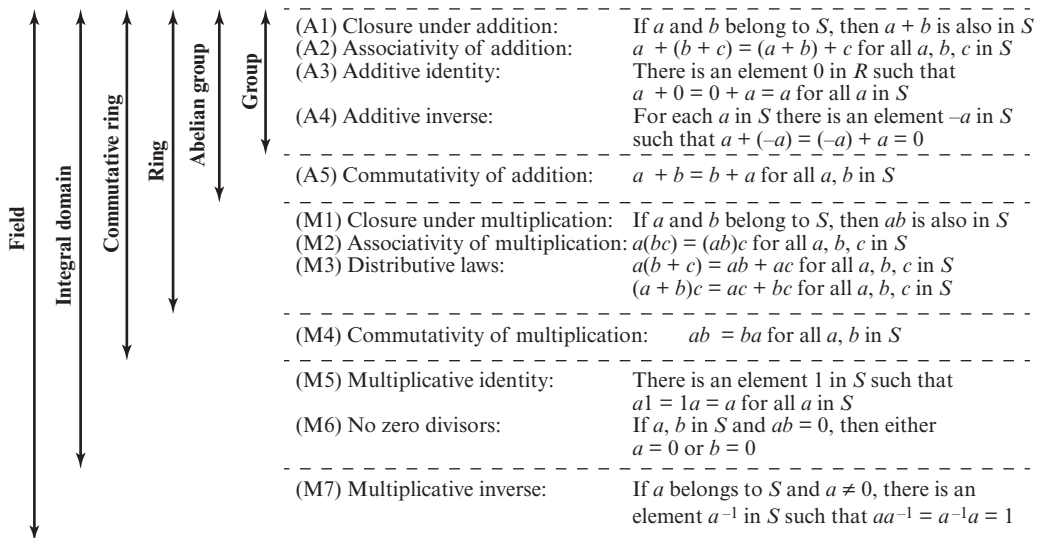 Field
Integral domain
Commutative ring
Ring
Abelian group
Group
(A1) Closure under addition: If a and b belong to S, then a + b is also in S
(A2) Associativity of addition: a + (b + c) = (a + b) + c for all a, b, c in S
(A3) Additive identity: There is an element 0 in R such that
a + 0 = 0 + a = a for all a in S
(A4) Additive inverse: For each a in S there is an element –a in S
such that a + (–a) = (–a) + a = 0
(A5) Commutativity of addition: a + b = b + a for all a, b in S
(M1) Closure under multiplication: If a and b belong to S, then ab is also in S
(M2) Associativity of multiplication: a(bc) = (ab)c for all a, b, c in S
(M3) Distributive laws: a(b + c) = ab + ac for all a, b, c in S
(a + b)c = ac + bc for all a, b, c in S
(M4) Commutativity of multiplication: ab = ba for all a, b in S
(M5) Multiplicative identity: There is an element 1 in S such that
a1 = 1a = a for all a in S
(M6) No zero divisors: If a, b in S and ab = 0, then either
a = 0 or b = 0
(M7) Multiplicative inverse: If a belongs to S and a ≠ 0, there is an
element a⁻¹ in S such that aa⁻¹ = a⁻¹a = 1